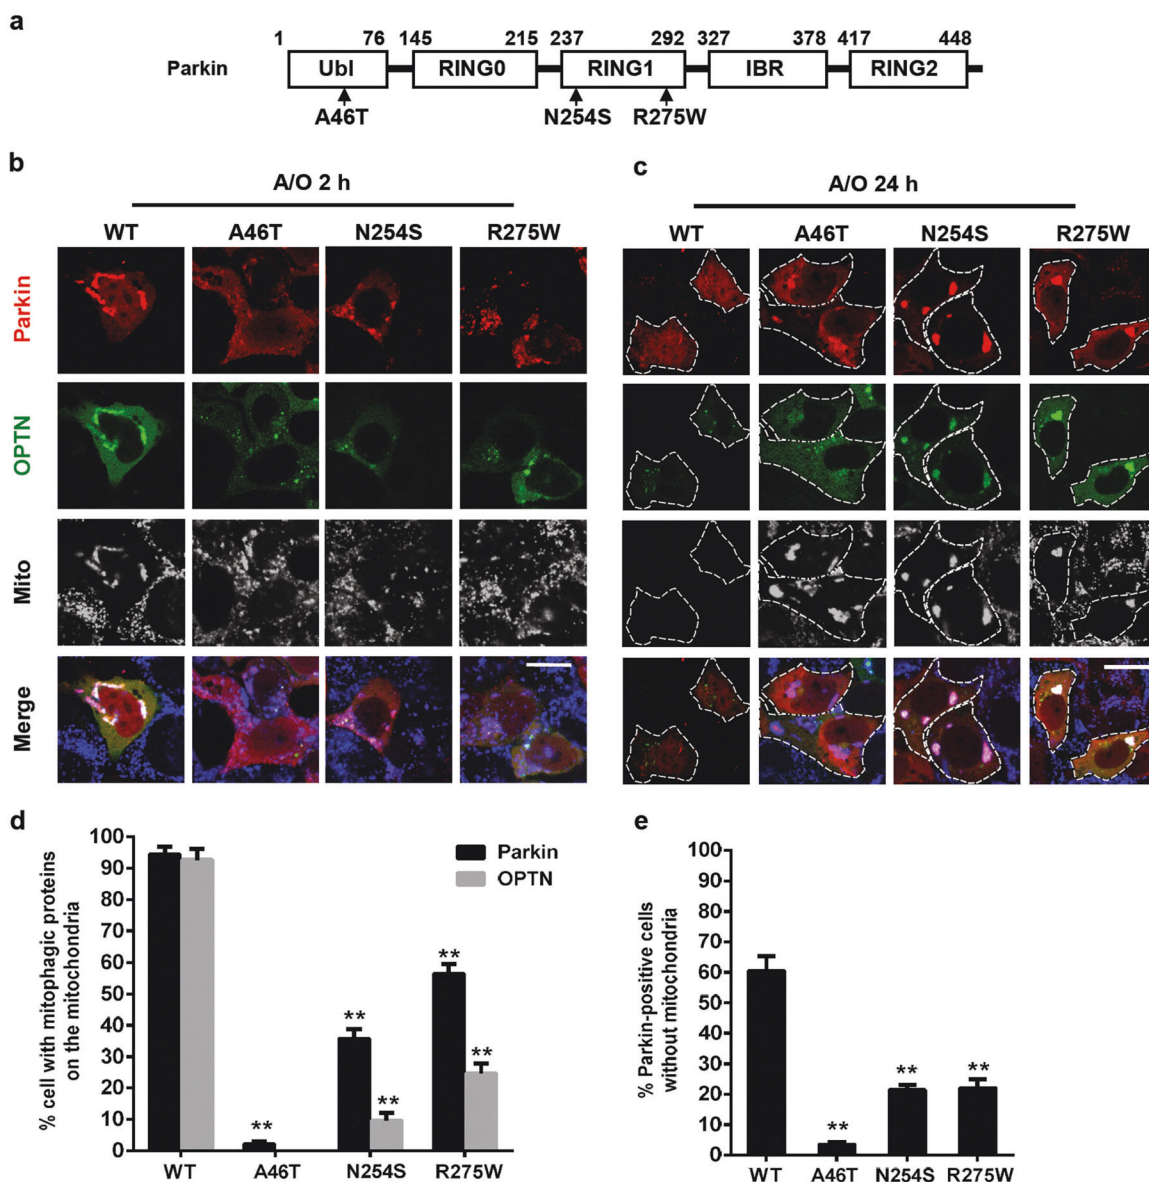 a
1 76 145 215 237 292 327 378 417 448
Parkin Ubl RING0 RING1 IBR RING2
A46T N254S R275W
b
A/O 2 h
WT A46T N254S R275W
Parkin
OPTN
Mito
Merge
c
A/O 24 h
WT A46T N254S R275W
d
% cell with mitophagic proteins
on the mitochondria
100
90
80
70
60
50
40
30
20
10
0
Parkin
OPTN
**
**
**
**
**
WT A46T N254S R275W
e
% Parkin-positive cells
without mitochondria
100
90
80
70
60
50
40
30
20
10
0
**
**
**
WT A46T N254S R275W